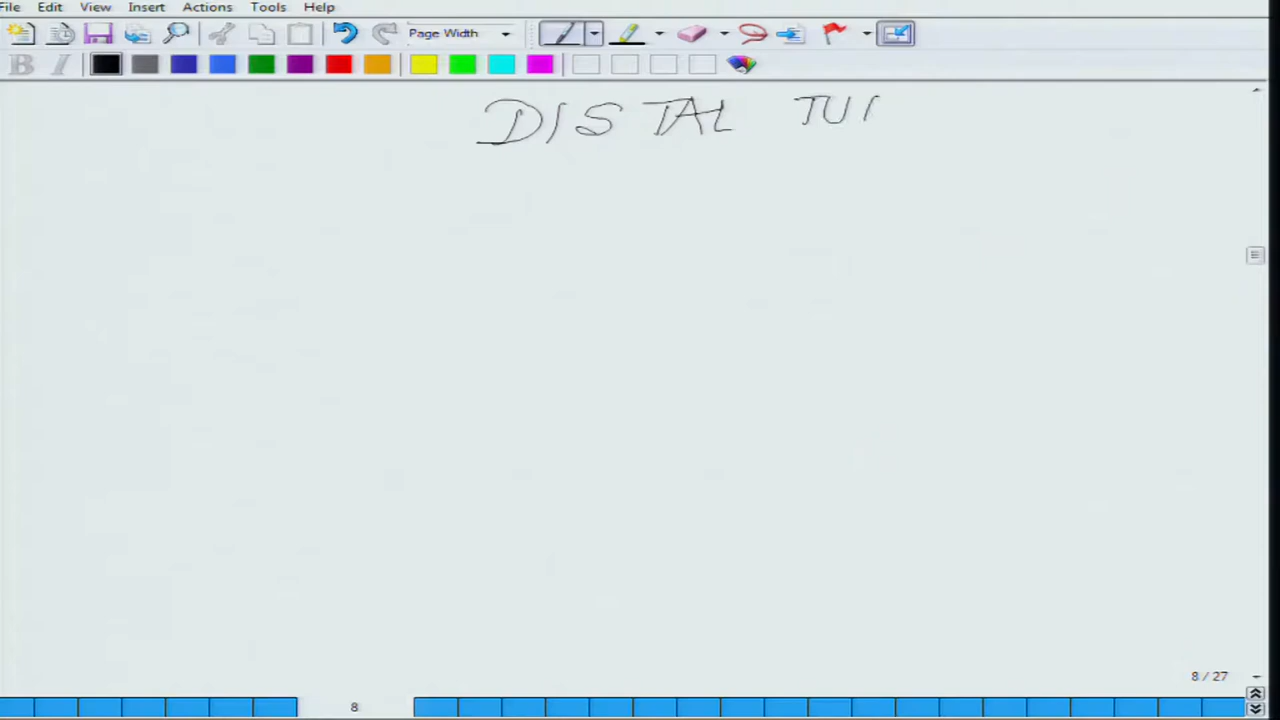 File Edit View Insert Actions Tools Help
Page Width
B I
DISTAL TU
8 / 27
8